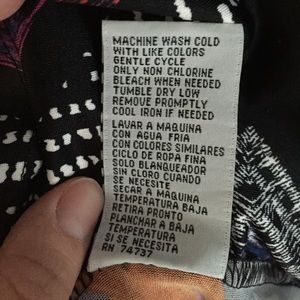 MACHINE WASH COLD
WITH LIKE COLORS
GENTLE CYCLE
ONLY NON CHLORINE
BLEACH WHEN NEEDED
TUMBLE DRY LOW
REMOVE PROMPTLY
COOL IRON IF NEEDED
LAVAR A MAQUINA
CON AGUA FRIA
CON COLORES SIMILARES
CICLO DE ROPA FINA
SOLO BLANQUEADOR
SIN CLORO CUANDO
SE NECESITE
SECAR A MAQUINA
TEMPERATURA BAJA
RETIRA PRONTO
PLANCHAR A BAJA
TEMPERATURA
SI SE NECESITA
RN 74737